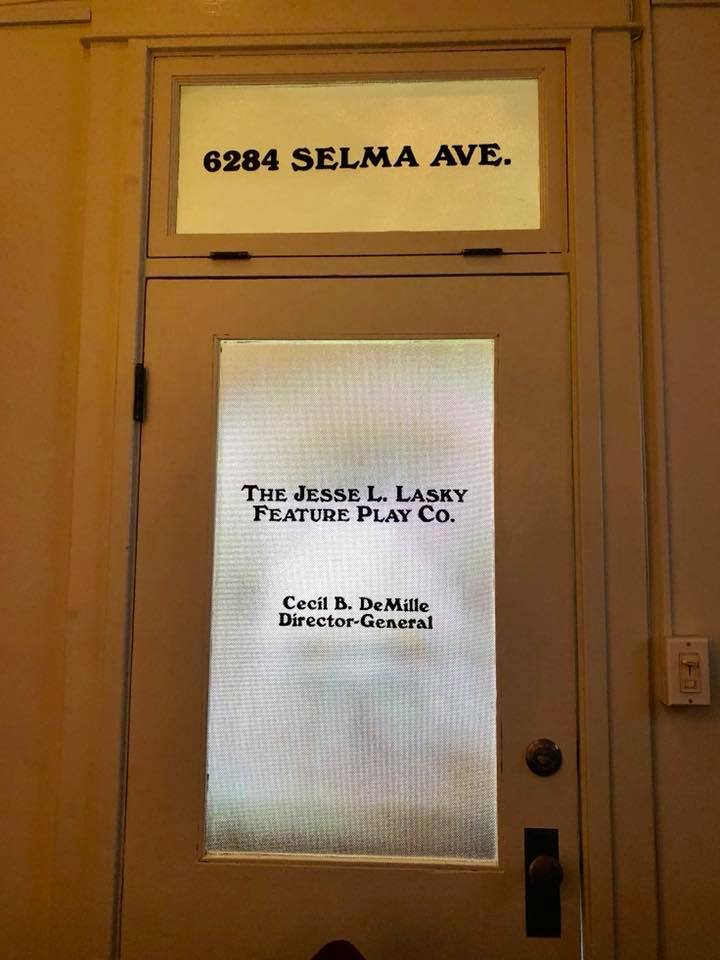 6284 SELMA AVE.
THE JESSE L. LASKY
FEATURE PLAY CO.
Cecil B. DeMille
Director-General